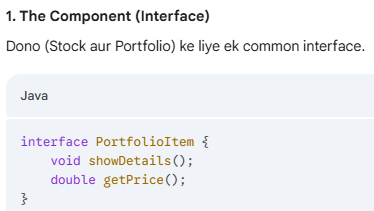 1. The Component (Interface)
Dono (Stock aur Portfolio) ke liye ek common interface.
Java
interface PortfolioItem {
    void showDetails();
    double getPrice();
}